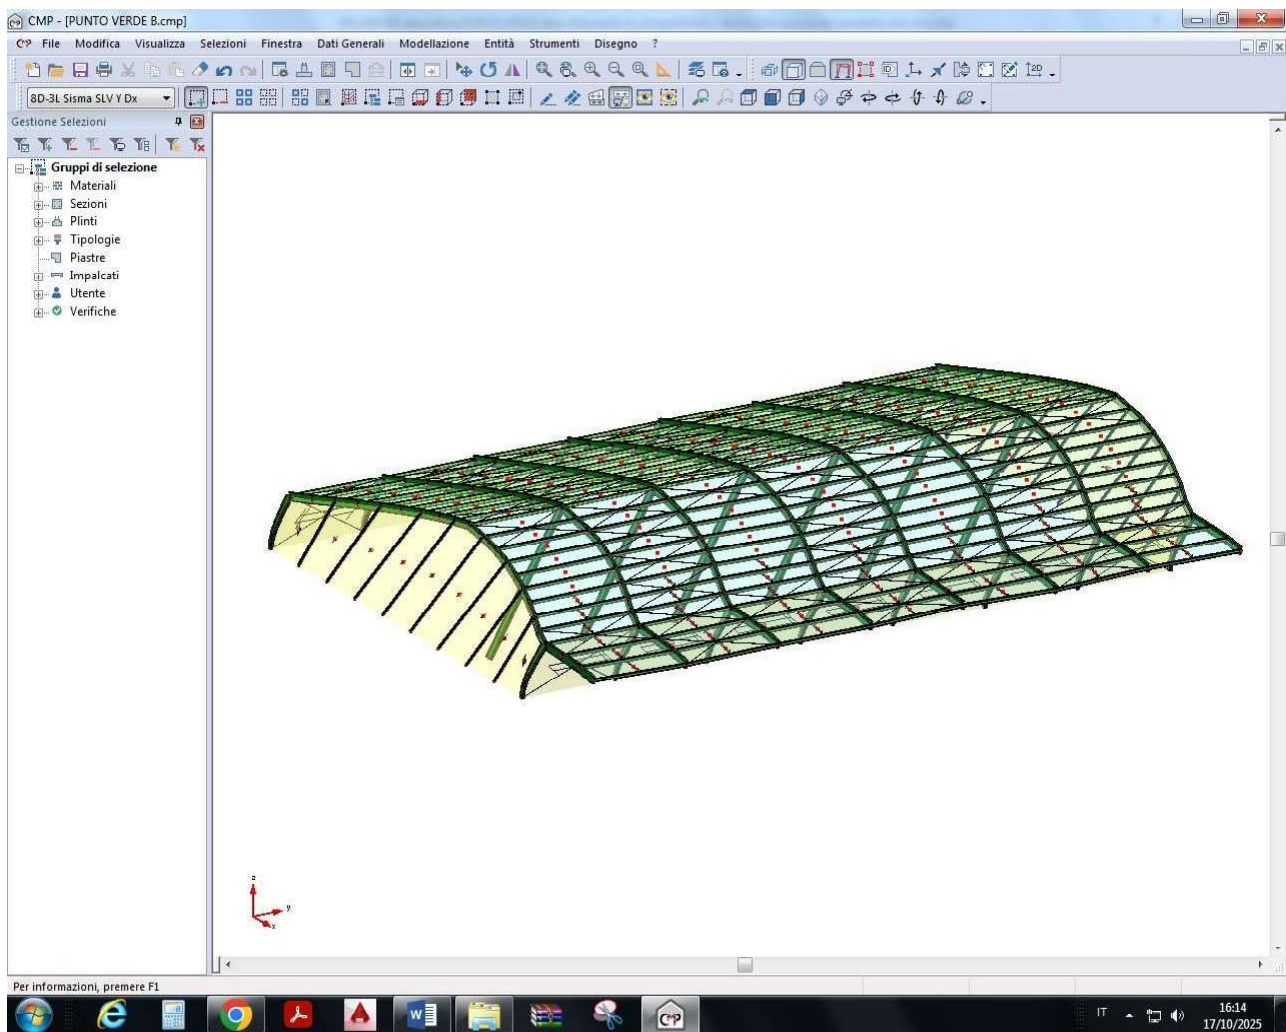 CMP - [PUNTO VERDE B.cmp]
File Modifica Visualizza Selezioni Finestra Dati Generali Modellazione Entità Strumenti Disegno ?
2D
8D-3L Sisma SLV Y Dx
Gestione Selezioni
Gruppi di selezione
Materiali
Sezioni
Plinti
Tipologie
Piastre
Impalcati
Utente
Verifiche
z
y
x
Per informazioni, premere F1
IT
16:14
17/10/2025